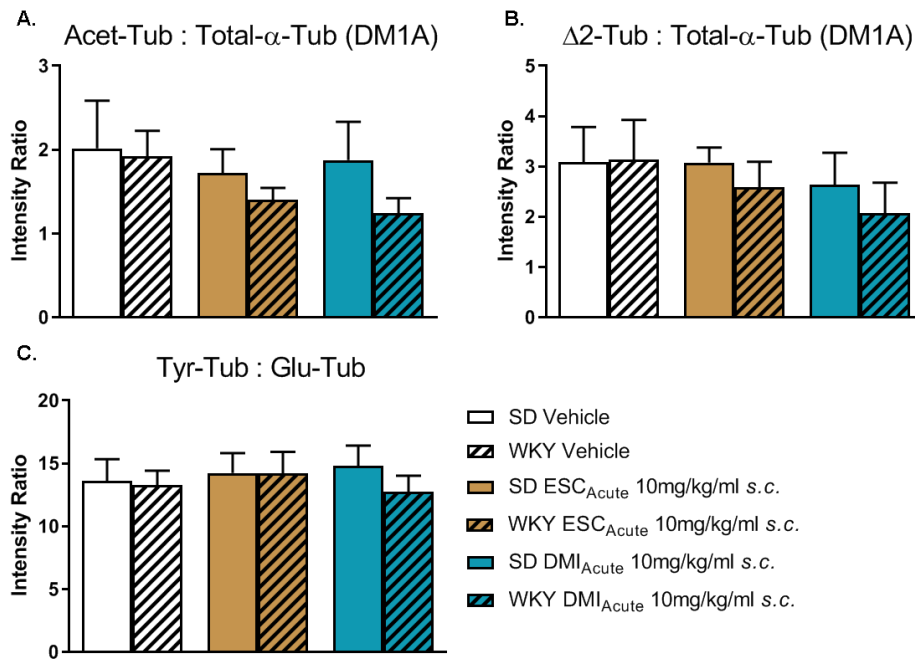 A.
Acet-Tub : Total-α-Tub (DM1A)
Intensity Ratio
3
2
1
0
B.
Δ2-Tub : Total-α-Tub (DM1A)
Intensity Ratio
5
4
3
2
1
0
C.
Tyr-Tub : Glu-Tub
Intensity Ratio
20
15
10
5
0
SD Vehicle
WKY Vehicle
SD ESCAcute 10mg/kg/ml s.c.
WKY ESCAcute 10mg/kg/ml s.c.
SD DMIAcute 10mg/kg/ml s.c.
WKY DMIAcute 10mg/kg/ml s.c.